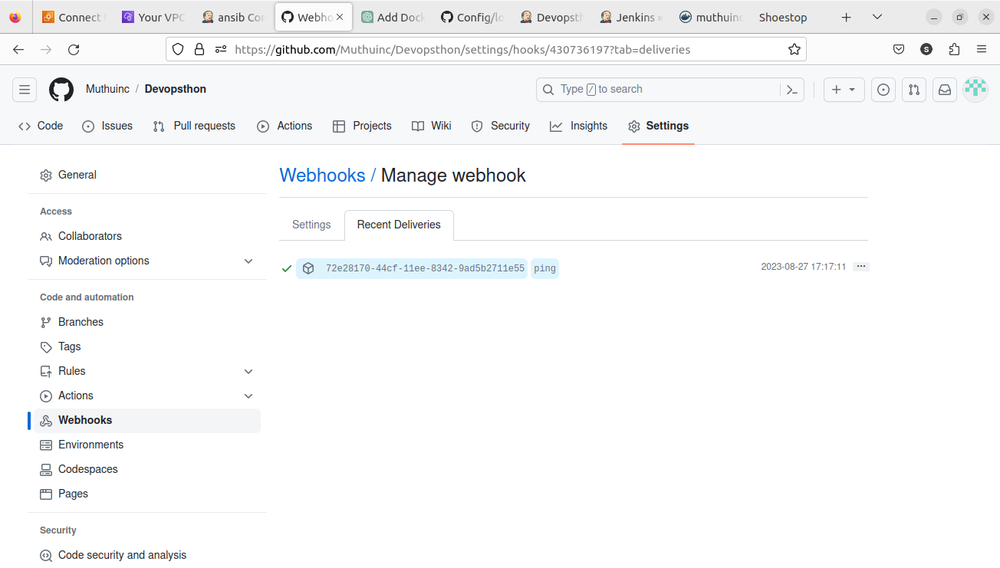 Connect
Your VPC
ansib Cor
Webho
Add Dock
Config/lo
Devopsth
Jenkins »
muthuinc
Shoestop
https://github.com/Muthuinc/Devopsthon/settings/hooks/430736197?tab=deliveries
S
Muthuinc / Devopsthon
Type / to search
Code
Issues
Pull requests
Actions
Projects
Wiki
Security
Insights
Settings
General
Access
Collaborators
Moderation options
Code and automation
Branches
Tags
Rules
Actions
Webhooks
Environments
Codespaces
Pages
Security
Code security and analysis
Webhooks / Manage webhook
Settings
Recent Deliveries
72e28170-44cf-11ee-8342-9ad5b2711e55 ping
2023-08-27 17:17:11